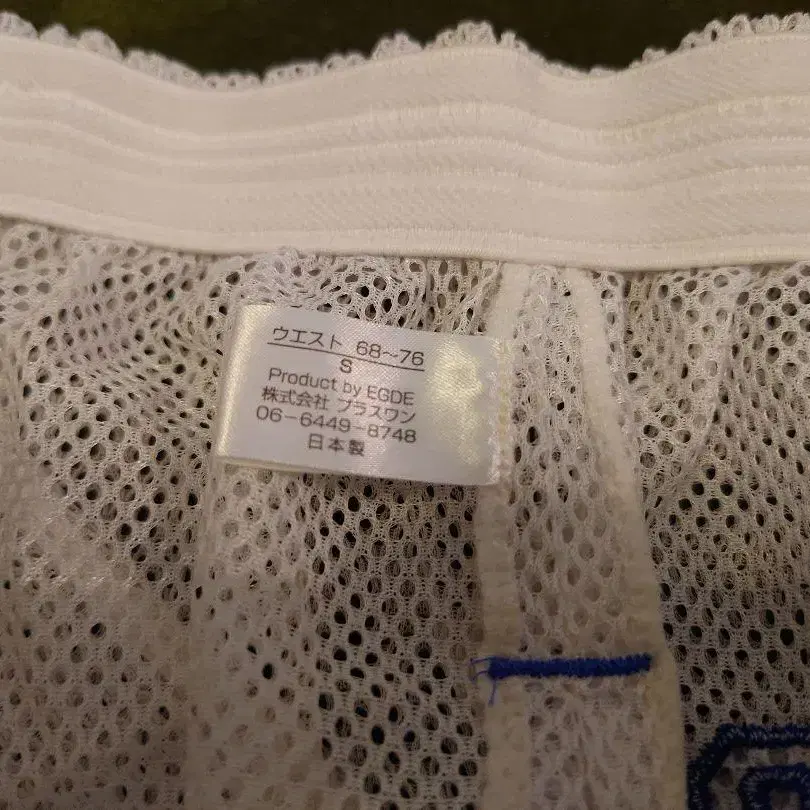 ウエスト 68〜76
S
Product by EGDE
株式会社 プラスワン
06-6449-8748
日本製